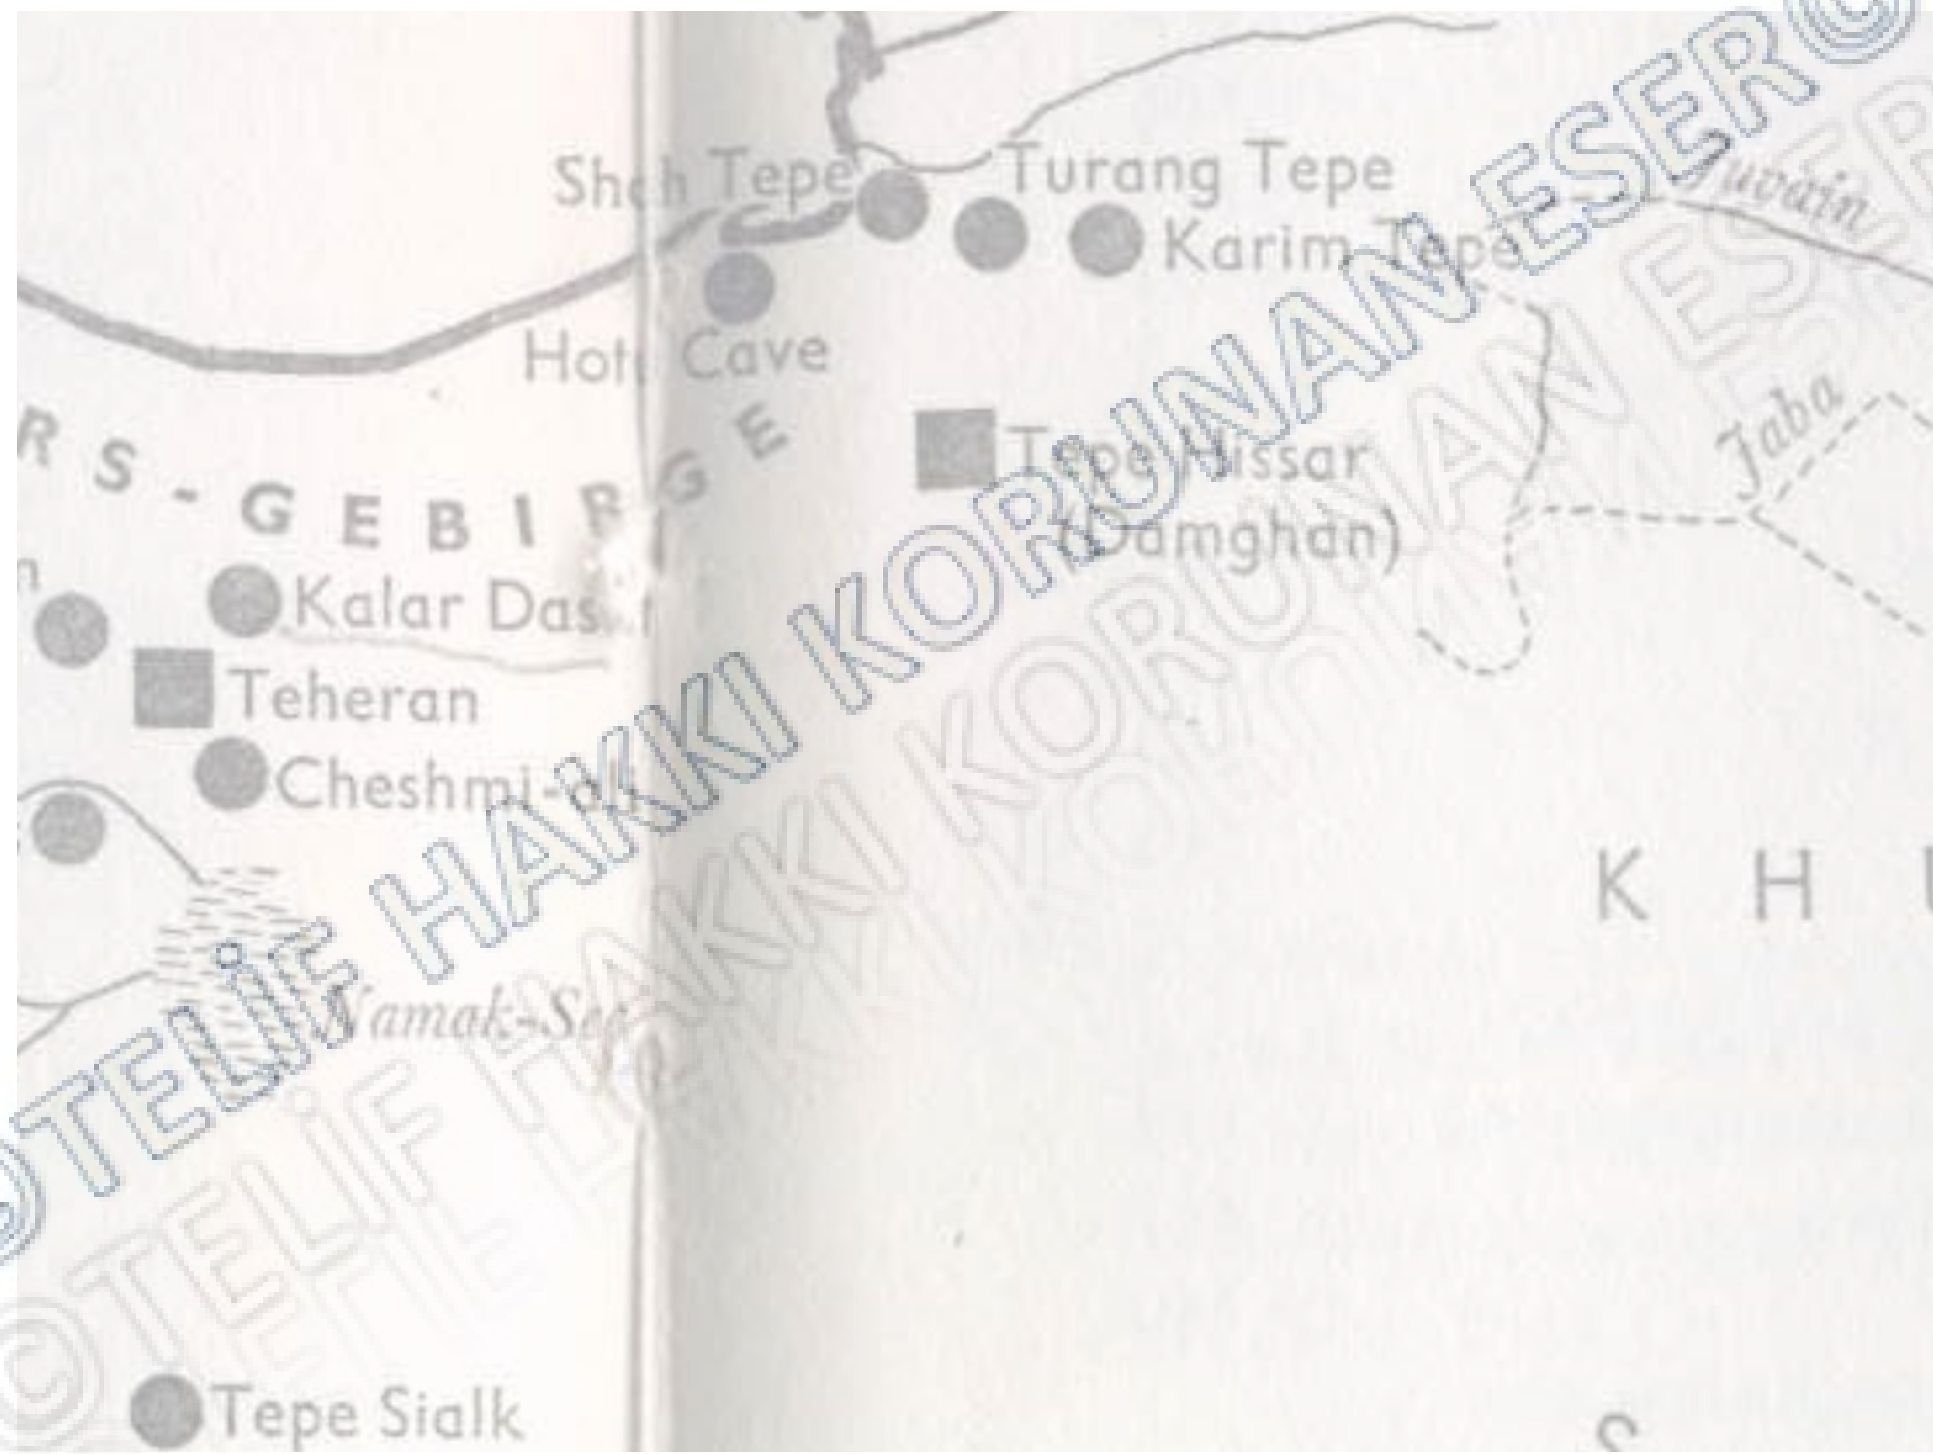 Shah Tepe
Turang Tepe
Karim Tepe
Juvain
Hotu Cave
Tepe Hissar
(Damghan)
Jaba
RS-GEBIRGE
n
Kalar Dasht
Teheran
Cheshmi-Ali
Namak-See
Tepe Sialk
K H U
S
©TELİF HAKKI KORUNAN ESER©
©TELİF HAKKI KORUNAN ESER